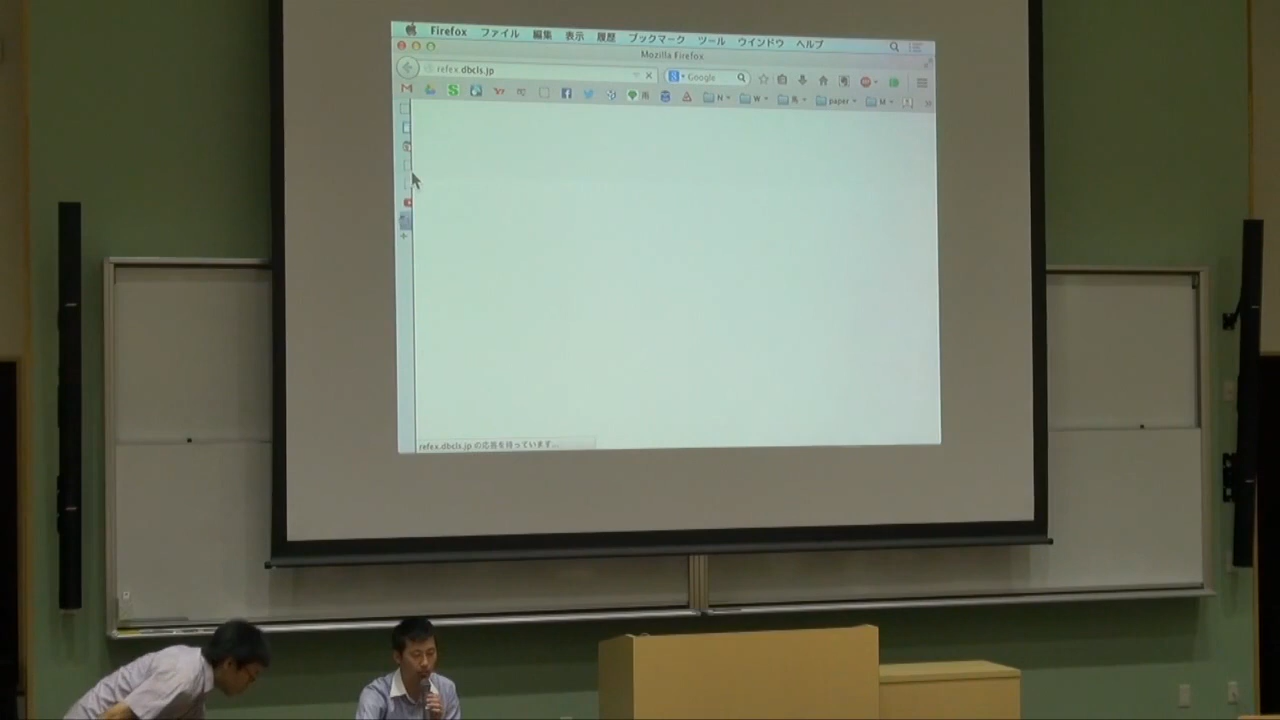 Firefox ファイル 編集 表示 履歴 ブックマーク ツール ウインドウ ヘルプ
Mozilla Firefox
refex.dbcls.jp
Google
N W 馬 paper M
refex.dbcls.jp の応答を待っています...